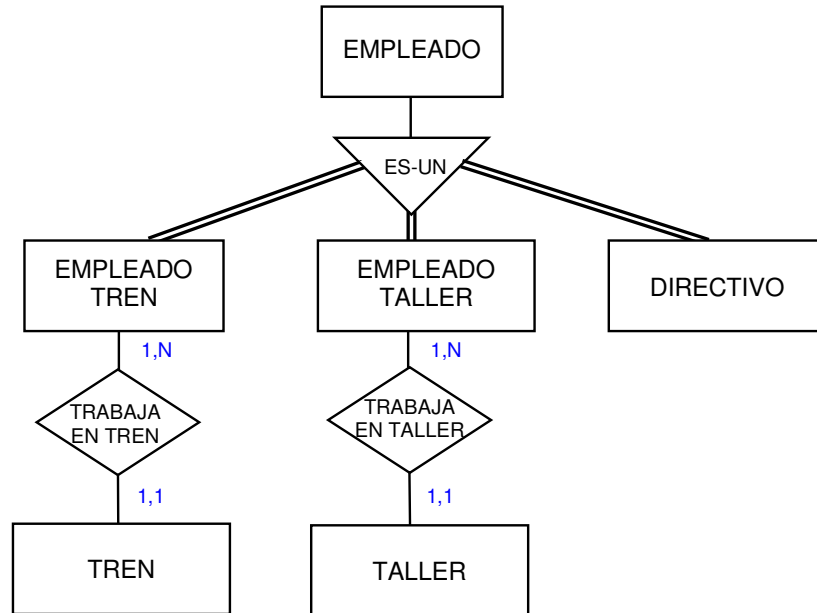 EMPLEADO
ES-UN
EMPLEADO
TREN
EMPLEADO
TALLER
DIRECTIVO
1,N
1,N
TRABAJA
EN TREN
TRABAJA
EN TALLER
1,1
1,1
TREN
TALLER